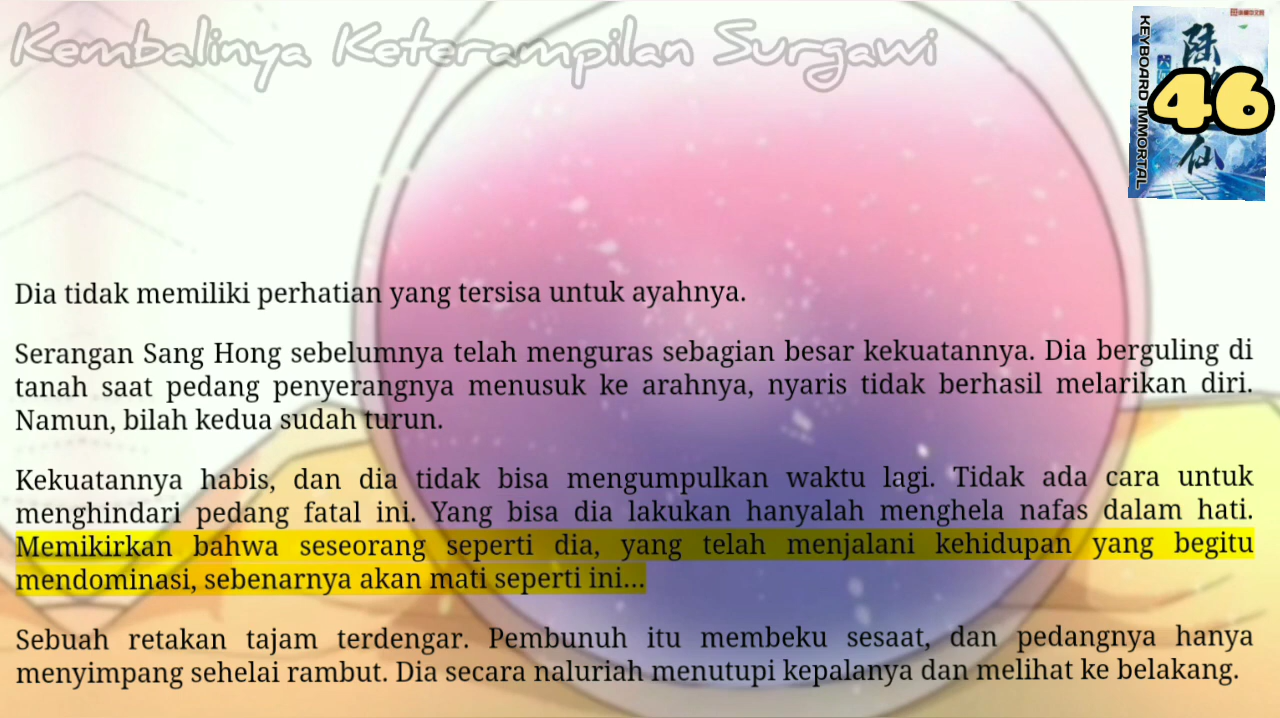 Kembalinya Keterampilan Surgawi
KEYBOARD IMMORTAL
46
Dia tidak memiliki perhatian yang tersisa untuk ayahnya.
Serangan Sang Hong sebelumnya telah menguras sebagian besar kekuatannya. Dia berguling di
tanah saat pedang penyerangnya menusuk ke arahnya, nyaris tidak berhasil melarikan diri.
Namun, bilah kedua sudah turun.
Kekuatannya habis, dan dia tidak bisa mengumpulkan waktu lagi. Tidak ada cara untuk
menghindari pedang fatal ini. Yang bisa dia lakukan hanyalah menghela nafas dalam hati.
Memikirkan bahwa seseorang seperti dia, yang telah menjalani kehidupan yang begitu
mendominasi, sebenarnya akan mati seperti ini...
Sebuah retakan tajam terdengar. Pembunuh itu membeku sesaat, dan pedangnya hanya
menyimpang sehelai rambut. Dia secara naluriah menutupi kepalanya dan melihat ke belakang.